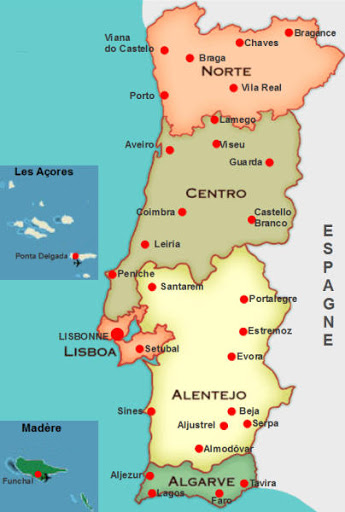 Viana
do Castelo
Chaves
Bragance
Braga
NORTE
Vila Real
Porto
Lamego
Aveiro
Viseu
Guarda
Les Açores
CENTRO
Coimbra
Castello
Branco
Ponta Delgada
Leiria
Peniche
Santarem
Portalegre
ESPAGNE
LISBONNE
Estremoz
LISBOA
Setubal
Evora
ALENTEJO
Sines
Beja
Aljustrel
Serpa
Madère
Almodôvar
Funchal
Aljezur
ALGARVE
Lagos
Faro
Tavira